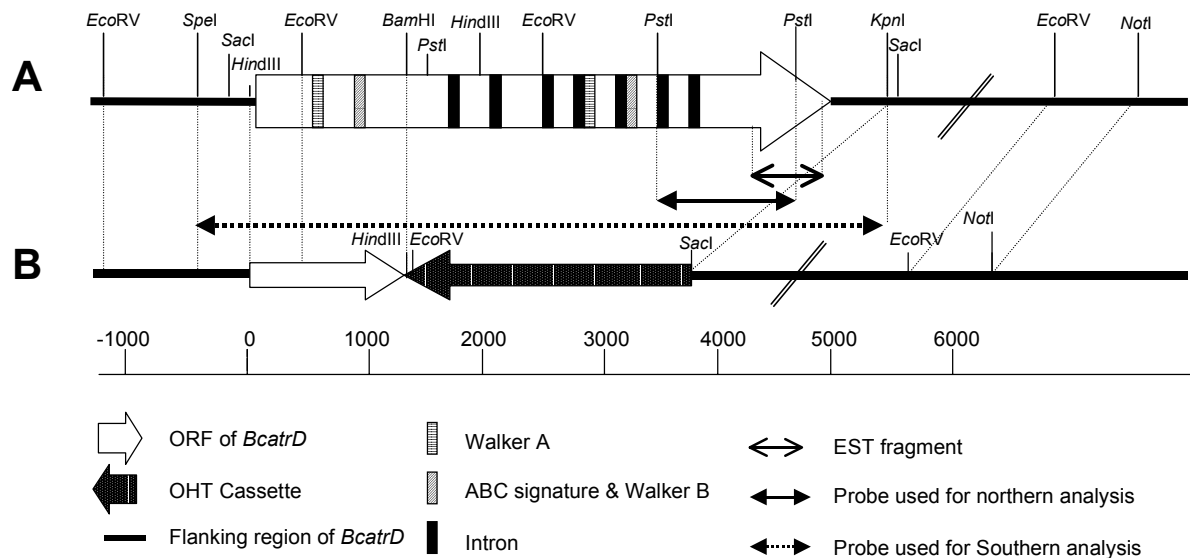 EcoRV SpeI EcoRV BamHI HindIII EcoRV PstI PstI KpnI EcoRV NotI
SacI PstI SacI
HindIII
A
HindIII EcoRV SacI EcoRV NotI
B
-1000 0 1000 2000 3000 4000 5000 6000
ORF of BcatrD Walker A EST fragment
OHT Cassette ABC signature & Walker B Probe used for northern analysis
Flanking region of BcatrD Intron Probe used for Southern analysis